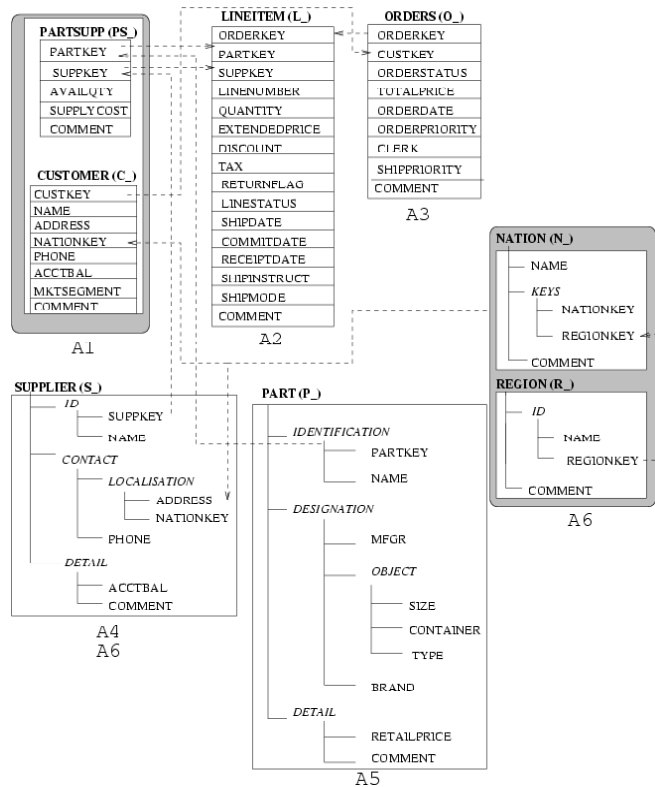 PARTSUPP (PS_)
PARTKEY
SUPPKEY
AVAILQTY
SUPPLYCOST
COMMENT
CUSTOMER (C_)
CUSTKEY
NAME
ADDRESS
NATIONKEY
PHONE
ACCTBAL
MKTSEGMENT
COMMENT
A1
LINEITEM (L_)
ORDERKEY
PARTKEY
SUPPKEY
LINENUMBER
QUANTITY
EXTENDEDPRICE
DISCOUNT
TAX
RETURNFLAG
LINESTATUS
SHIPDATE
COMMITDATE
RECEIPTDATE
SHIPINSTRUCT
SHIPMODE
COMMENT
A2
ORDERS (O_)
ORDERKEY
CUSTKEY
ORDERSTATUS
TOTALPRICE
ORDERDATE
ORDERPRIORITY
CLERK
SHIPPRIORITY
COMMENT
A3
NATION (N_)
NAME
KEYS
NATIONKEY
REGIONKEY
COMMENT
REGION (R_)
ID
NAME
REGIONKEY
COMMENT
A6
SUPPLIER (S_)
ID
SUPPKEY
NAME
CONTACT
LOCALISATION
ADDRESS
NATIONKEY
PHONE
DETAIL
ACCTBAL
COMMENT
A4
A6
PART (P_)
IDENTIFICATION
PARTKEY
NAME
DESIGNATION
MFGR
OBJECT
SIZE
CONTAINER
TYPE
BRAND
DETAIL
RETAILPRICE
COMMENT
A5